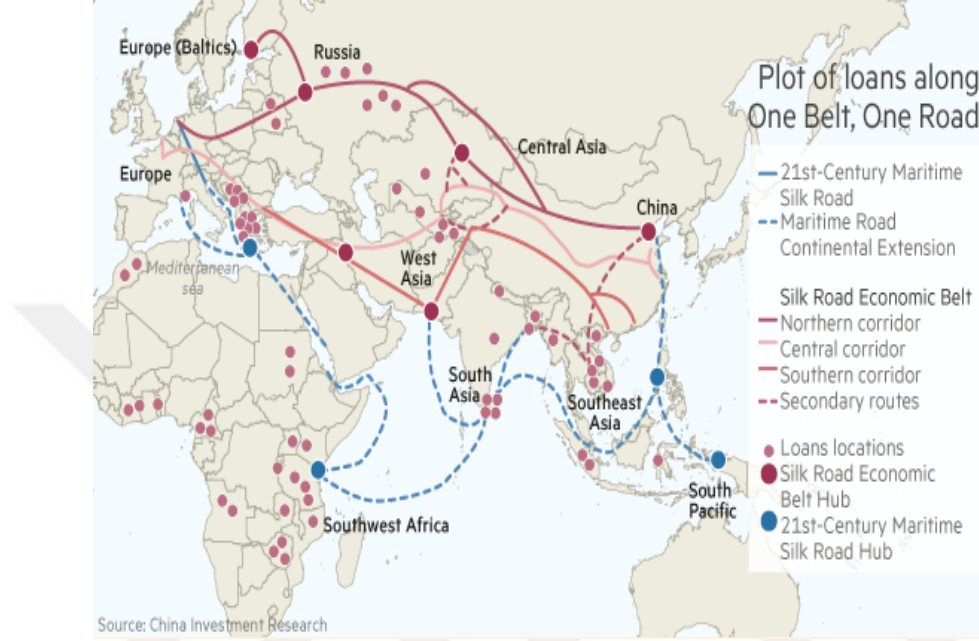 Europe (Baltics)
Russia
Plot of loans along
One Belt, One Road
Central Asia
Europe
21st-Century Maritime
Silk Road
Maritime Road
Continental Extension
China
West
Asia
Mediterranean
sea
Silk Road Economic Belt
Northern corridor
Central corridor
Southern corridor
Secondary routes
South
Asia
Southeast
Asia
Loans locations
Silk Road Economic
Belt Hub
21st-Century Maritime
Silk Road Hub
South
Pacific
Southwest Africa
Source: China Investment Research